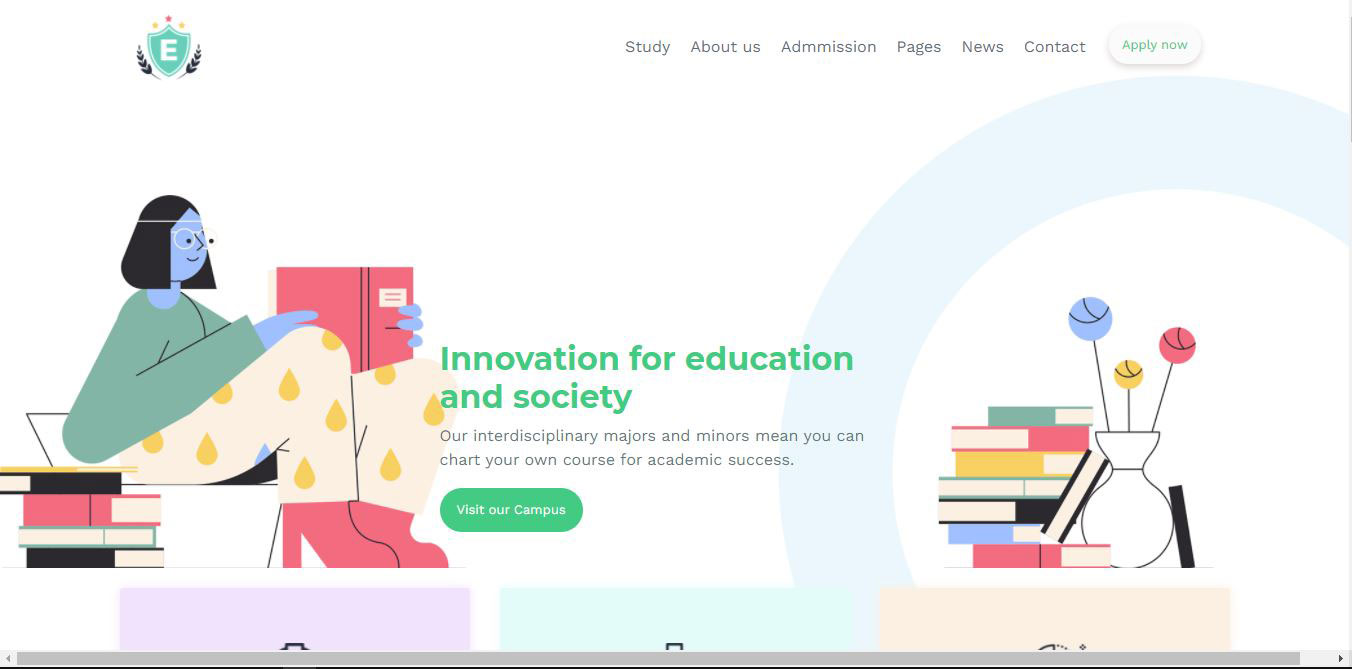 E
Study About us Admmission Pages News Contact Apply now
Innovation for education
and society
Our interdisciplinary majors and minors mean you can
chart your own course for academic success.
Visit our Campus